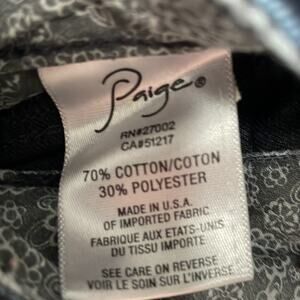 Paige®
RN#27002
CA#51217
70% COTTON/COTON
30% POLYESTER
MADE IN U.S.A.
OF IMPORTED FABRIC
FABRIQUE AUX ETATS-UNIS
DU TISSU IMPORTE
SEE CARE ON REVERSE
VOIR LE SOIN SUR L'INVERSE